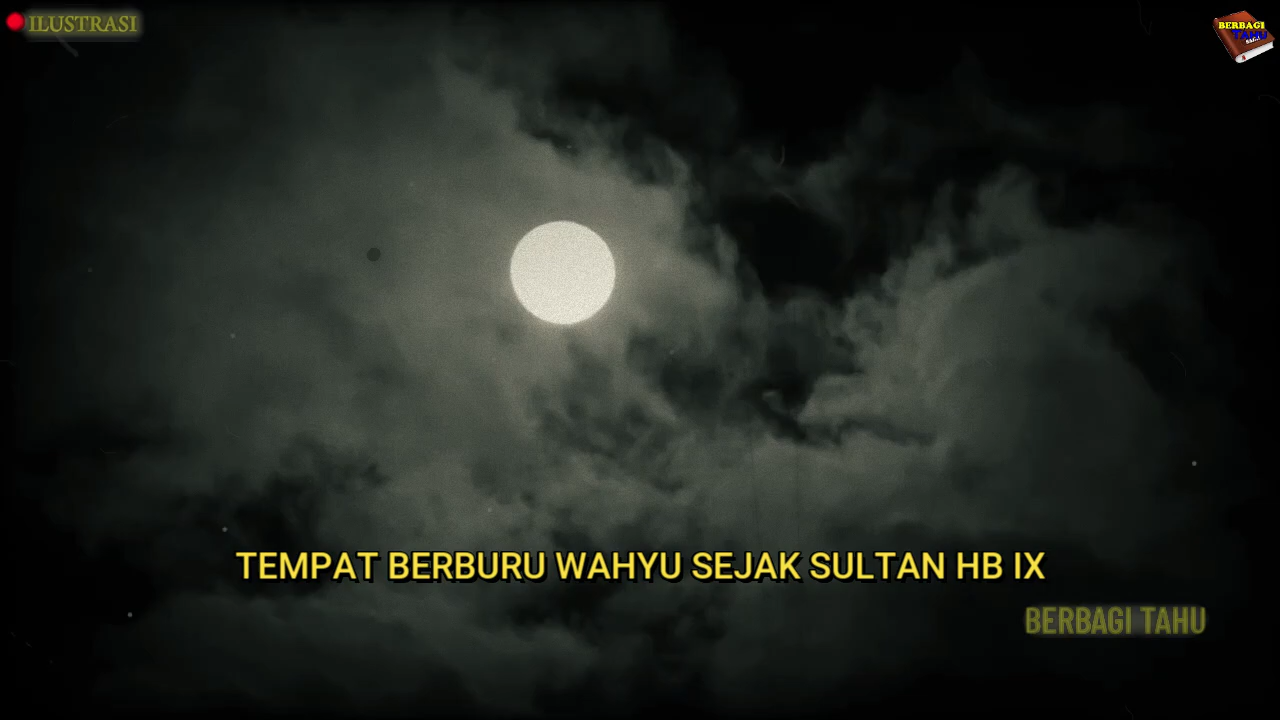 ILUSTRASI
BERBAGI
TAHU
TEMPAT BERBURU WAHYU SEJAK SULTAN HB IX
BERBAGI TAHU